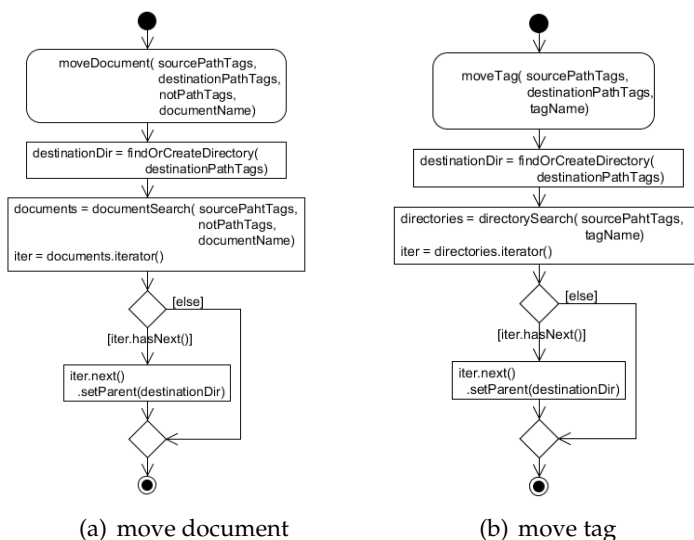 moveDocument( sourcePathTags,
destinationPathTags,
notPathTags,
documentName)
destinationDir = findOrCreateDirectory(
destinationPathTags)
documents = documentSearch( sourcePahtTags,
notPathTags,
documentName)
iter = documents.iterator()
[else]
[iter.hasNext()]
iter.next()
.setParent(destinationDir)
(a) move document
moveTag( sourcePathTags,
destinationPathTags,
tagName)
destinationDir = findOrCreateDirectory(
destinationPathTags)
directories = directorySearch( sourcePahtTags,
tagName)
iter = directories.iterator()
[else]
[iter.hasNext()]
iter.next()
.setParent(destinationDir)
(b) move tag